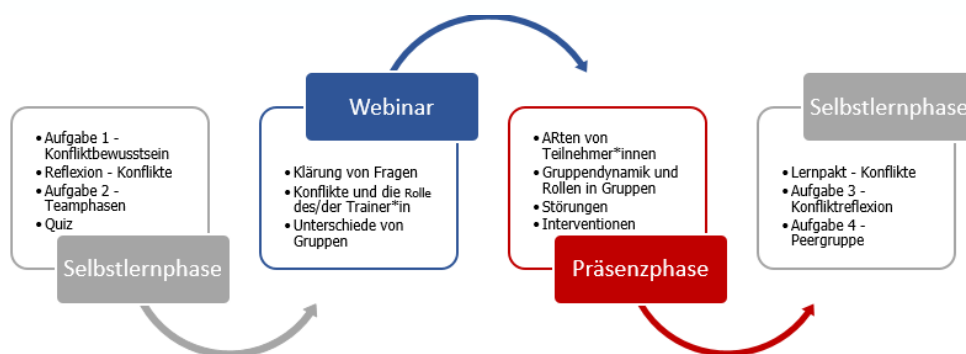 • Aufgabe 1 -
Konfliktbewusstsein
• Reflexion - Konflikte
• Aufgabe 2 -
Teamphasen
• Quiz
Selbstlernphase
Webinar
• Klärung von Fragen
• Konflikte und die Rolle
des/der Trainer*in
• Unterschiede von
Gruppen
• ARten von
Teilnehmer*innen
• Gruppendynamik und
Rollen in Gruppen
• Störungen
• Interventionen
Präsenzphase
Selbstlernphase
• Lernpakt - Konflikte
• Aufgabe 3 -
Konfliktreflexion
• Aufgabe 4 -
Peergruppe